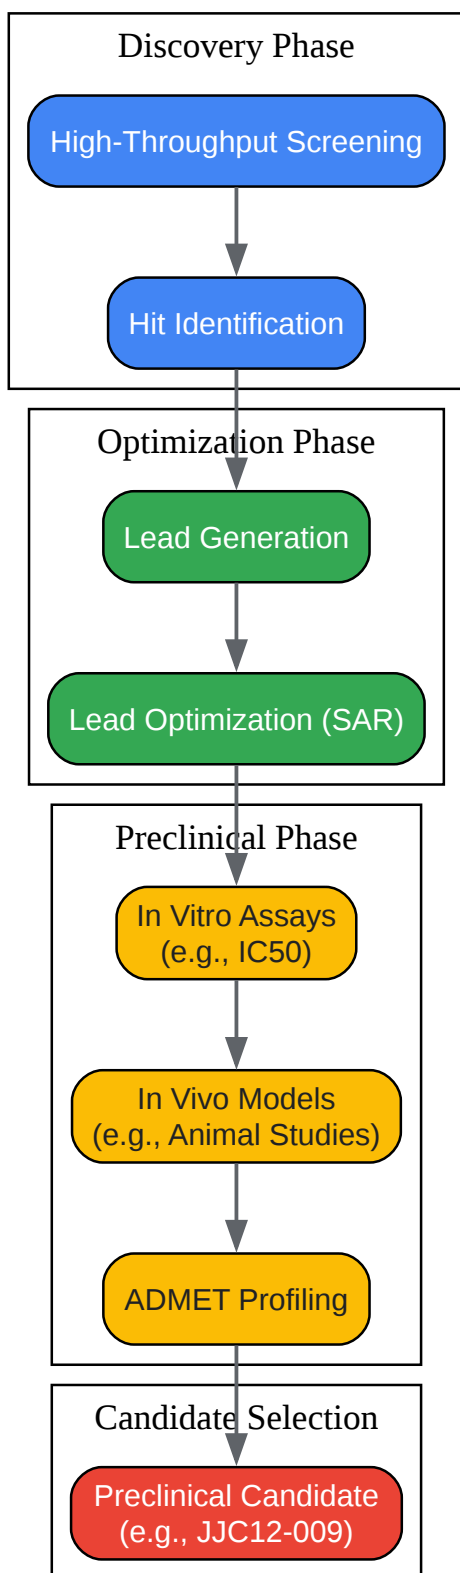 Discovery Phase
High-Throughput Screening
Hit Identification
Optimization Phase
Lead Generation
Lead Optimization (SAR)
Preclinical Phase
In Vitro Assays
(e.g., IC50)
In Vivo Models
(e.g., Animal Studies)
ADMET Profiling
Candidate Selection
Preclinical Candidate
(e.g., JJC12-009)